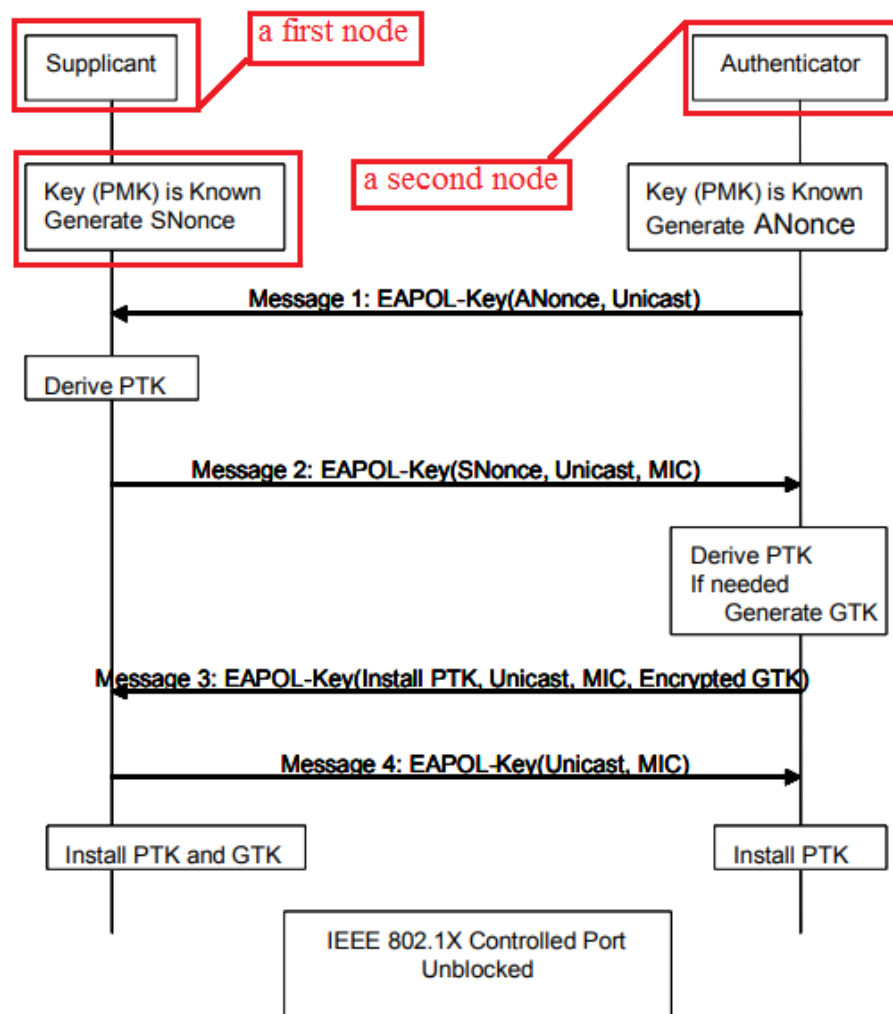 a first node
Supplicant
Authenticator
a second node
Key (PMK) is Known
Generate SNonce
Key (PMK) is Known
Generate ANonce
Message 1: EAPOL-Key(ANonce, Unicast)
Derive PTK
Message 2: EAPOL-Key(SNonce, Unicast, MIC)
Derive PTK
If needed
Generate GTK
Message 3: EAPOL-Key(Install PTK, Unicast, MIC, Encrypted GTK)
Message 4: EAPOL-Key(Unicast, MIC)
Install PTK and GTK
Install PTK
IEEE 802.1X Controlled Port
Unblocked